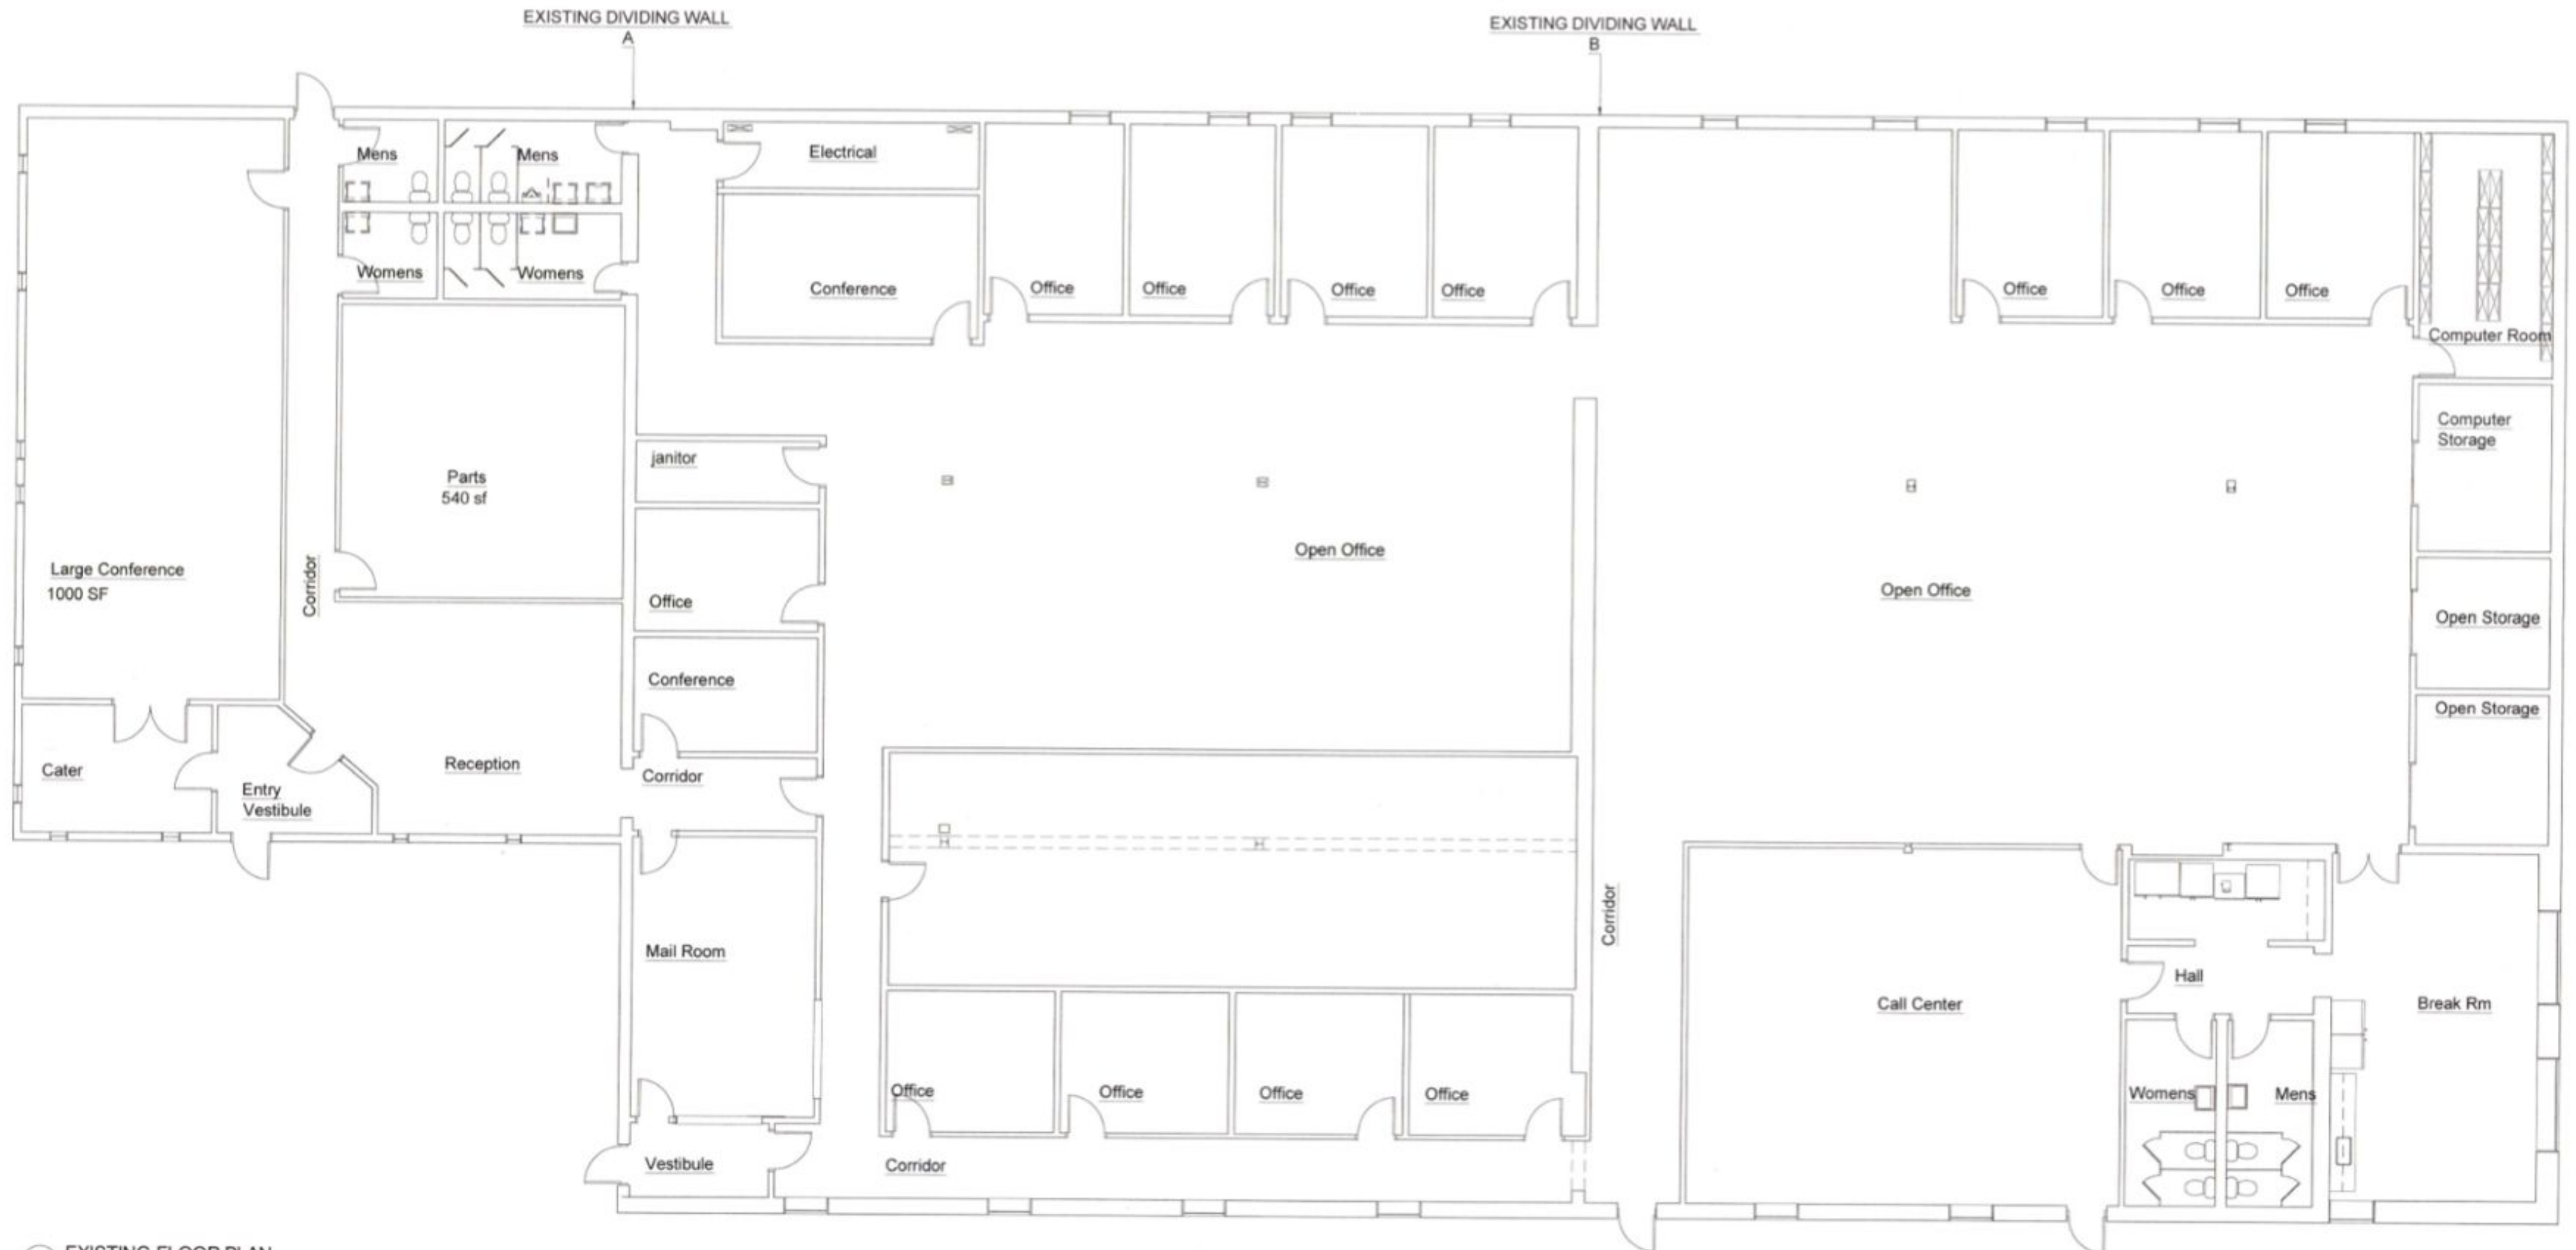 EXISTING DIVIDING WALL
A
EXISTING DIVIDING WALL
B
Mens
Mens
Electrical
Womens
Womens
Conference
Office
Office
Office
Office
Office
Office
Office
Computer Room
Computer
Storage
janitor
Parts
540 sf
Open Office
Large Conference
1000 SF
Corridor
Office
Open Office
Open Storage
Conference
Open Storage
Cater
Reception
Corridor
Entry
Vestibule
Mail Room
Corridor
Hall
Call Center
Break Rm
Office
Office
Office
Office
Womens
Mens
Vestibule
Corridor
EXISTING FLOOR PLAN